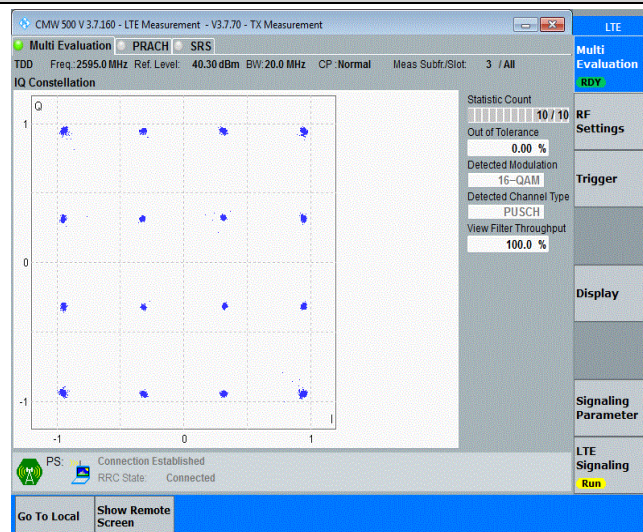 CMW 500 V 3.7.160 - LTE Measurement - V3.7.70 - TX Measurement
LTE
Multi Evaluation PRACH SRS
TDD Freq.:2595.0 MHz Ref. Level: 40.30 dBm BW:20.0 MHz CP :Normal Meas Subfr./Slot: 3 / All
IQ Constellation
Q
1
0
-1
-1 0 1
I
Statistic Count
10 / 10
Out of Tolerance
0.00 %
Detected Modulation
16-QAM
Detected Channel Type
PUSCH
View Filter Throughput
100.0 %
Multi
Evaluation
RDY
RF
Settings
Trigger
Display
Signaling
Parameter
LTE
Signaling
Run
PS: Connection Established
RRC State: Connected
Go To Local
Show Remote
Screen